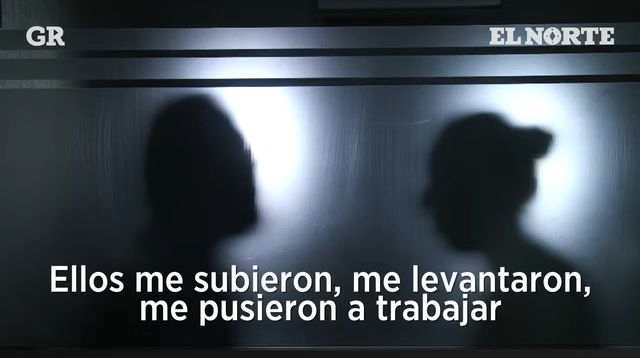 GR
EL NORTE
Ellos me subieron, me levantaron,
me pusieron a trabajar